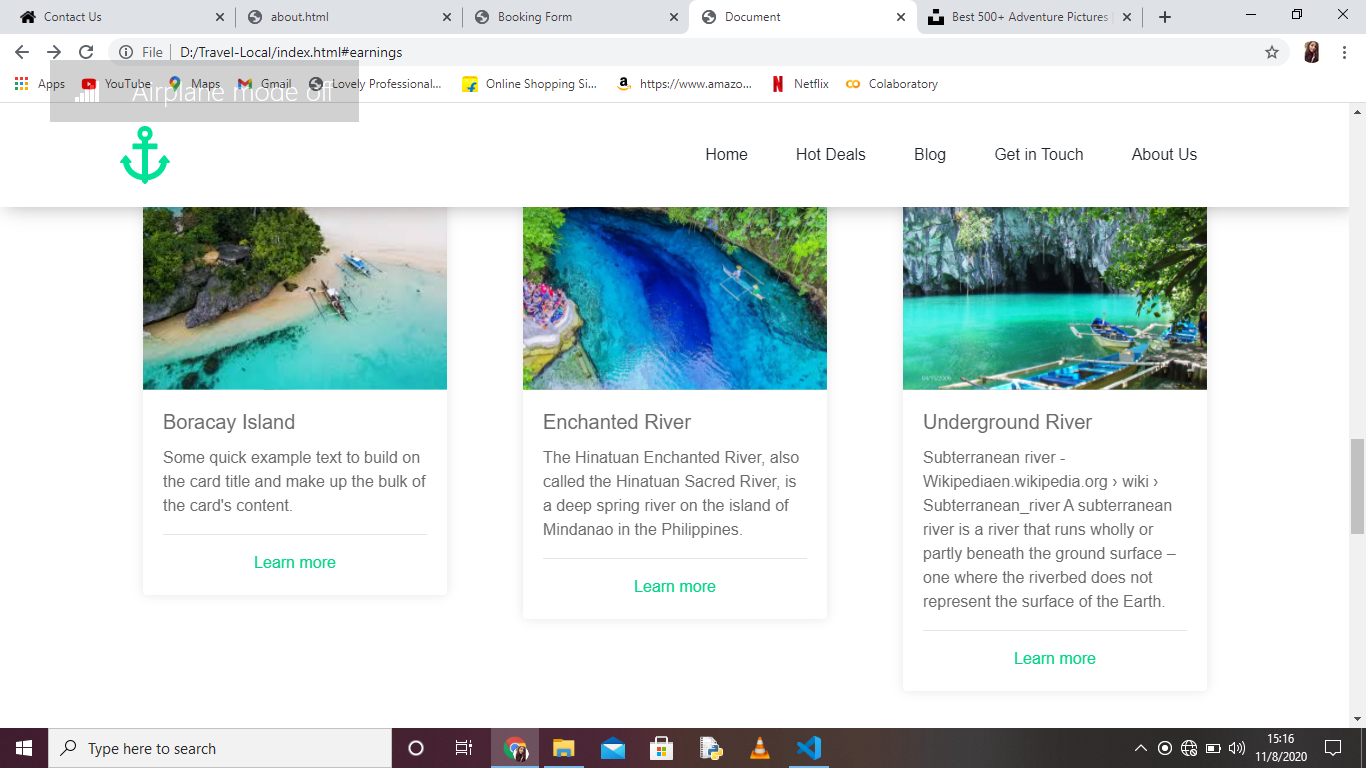 Contact Us
about.html
Booking Form
Document
Best 500+ Adventure Pictures
File
D:/Travel-Local/index.html#earnings
Apps
YouTube
Maps
Gmail
Lovely Professional...
Online Shopping Si...
https://www.amazo...
Netflix
Colaboratory
Airplane mode off
Home
Hot Deals
Blog
Get in Touch
About Us
Boracay Island
Some quick example text to build on
the card title and make up the bulk of
the card's content.
Learn more
Enchanted River
The Hinatuan Enchanted River, also
called the Hinatuan Sacred River, is
a deep spring river on the island of
Mindanao in the Philippines.
Learn more
Underground River
Subterranean river -
Wikipediaen.wikipedia.org › wiki ›
Subterranean_river A subterranean
river is a river that runs wholly or
partly beneath the ground surface –
one where the riverbed does not
represent the surface of the Earth.
Learn more
Type here to search
15:16
11/8/2020